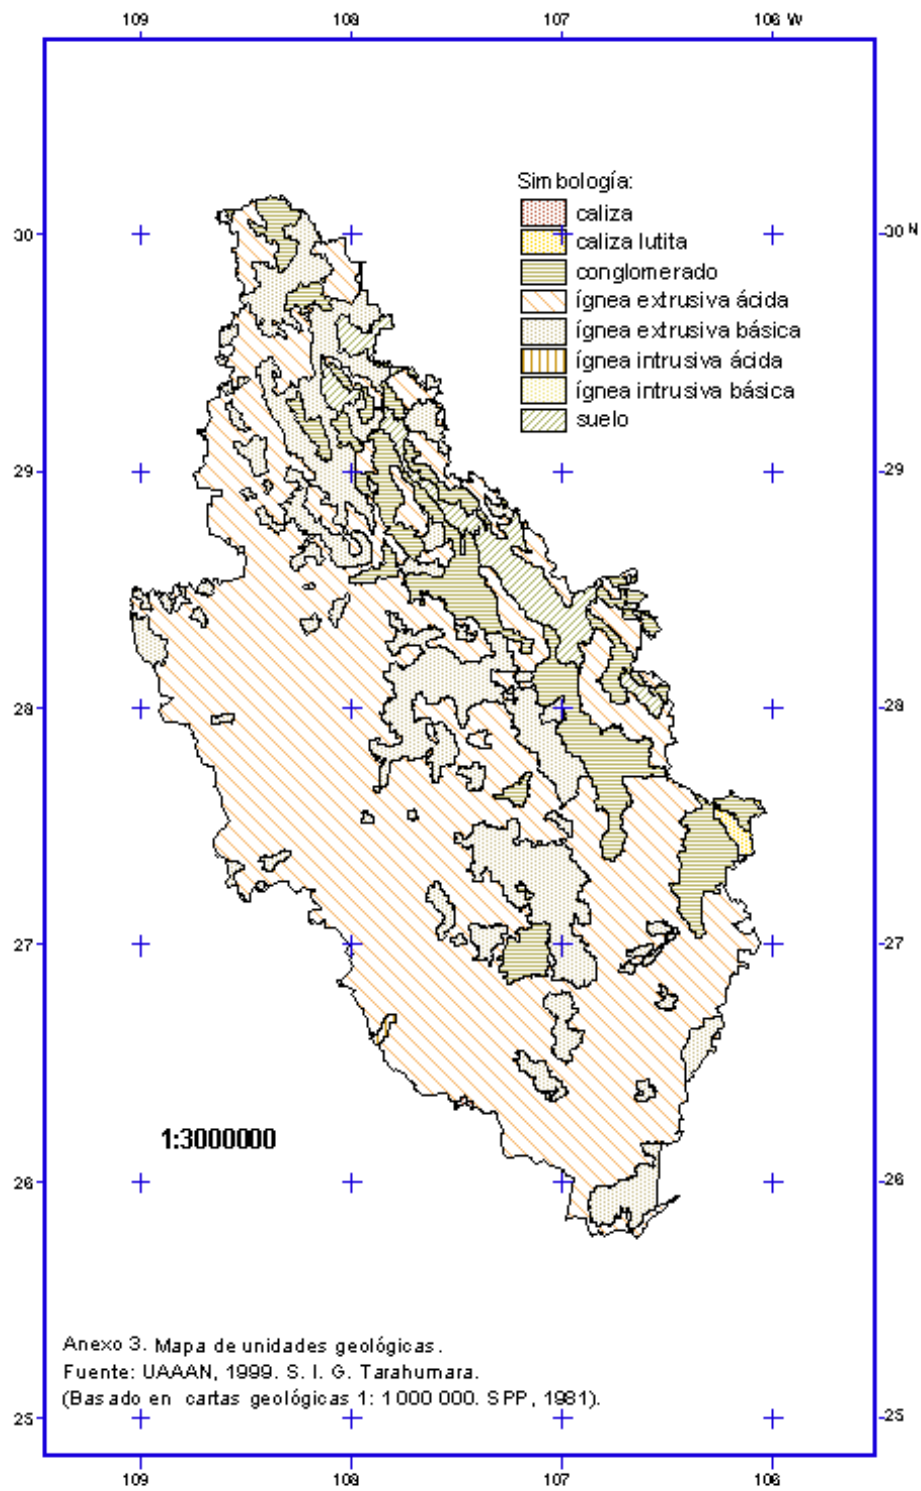 109 108 107 106 W
Simbología:
caliza
caliza lutita
conglomerado
ígnea extrusiva ácida
ígnea extrusiva básica
ígnea intrusiva ácida
ígnea intrusiva básica
suelo
30 30 N
29 29
28 28
27 27
1:3000000
26 26
Anexo 3. Mapa de unidades geológicas.
Fuente: UAAAN, 1999. S. I. G. Tarahumara.
(Basado en cartas geológicas 1: 1 000 000. SPP, 1981).
25 25
109 108 107 106